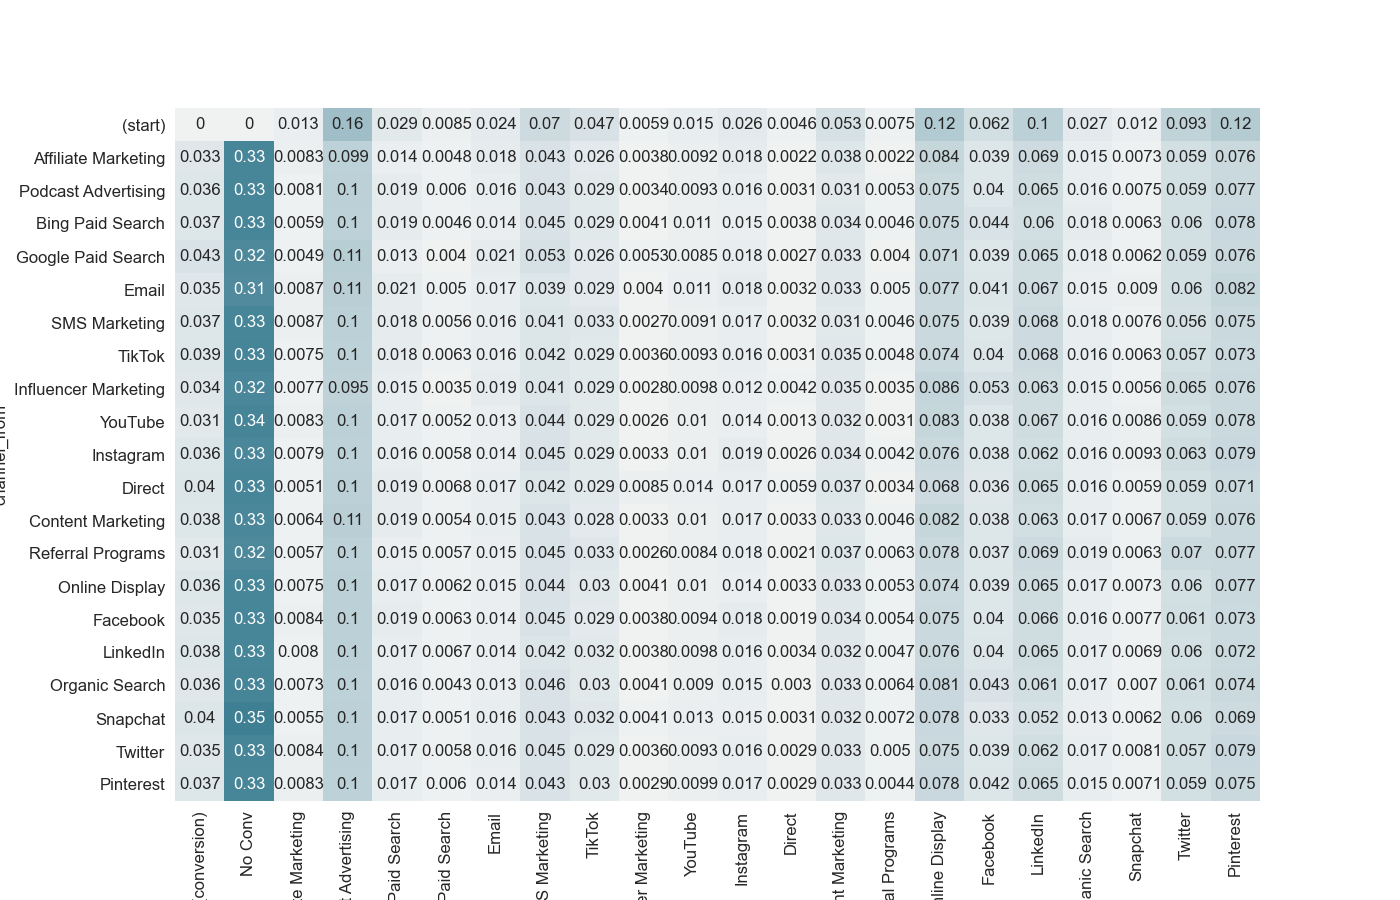 (start) 0 0 0.013 0.16 0.029 0.0085 0.024 0.07 0.047 0.0059 0.015 0.026 0.0046 0.053 0.0075 0.12 0.062 0.1 0.027 0.012 0.093 0.12
Affiliate Marketing 0.033 0.33 0.0083 0.099 0.014 0.0048 0.018 0.043 0.026 0.0038 0.0092 0.018 0.0022 0.038 0.0022 0.084 0.039 0.069 0.015 0.0073 0.059 0.076
Podcast Advertising 0.036 0.33 0.0081 0.1 0.019 0.006 0.016 0.043 0.029 0.0034 0.0093 0.016 0.0031 0.031 0.0053 0.075 0.04 0.065 0.016 0.0075 0.059 0.077
Bing Paid Search 0.037 0.33 0.0059 0.1 0.019 0.0046 0.014 0.045 0.029 0.0041 0.011 0.015 0.0038 0.034 0.0046 0.075 0.044 0.06 0.018 0.0063 0.06 0.078
Google Paid Search 0.043 0.32 0.0049 0.11 0.013 0.004 0.021 0.053 0.026 0.0053 0.0085 0.018 0.0027 0.033 0.004 0.071 0.039 0.065 0.018 0.0062 0.059 0.076
Email 0.035 0.31 0.0087 0.11 0.021 0.005 0.017 0.039 0.029 0.004 0.011 0.018 0.0032 0.033 0.005 0.077 0.041 0.067 0.015 0.009 0.06 0.082
SMS Marketing 0.037 0.33 0.0087 0.1 0.018 0.0056 0.016 0.041 0.033 0.0027 0.0091 0.017 0.0032 0.031 0.0046 0.075 0.039 0.068 0.018 0.0076 0.056 0.075
TikTok 0.039 0.33 0.0075 0.1 0.018 0.0063 0.016 0.042 0.029 0.0036 0.0093 0.016 0.0031 0.035 0.0048 0.074 0.04 0.068 0.016 0.0063 0.057 0.073
Influencer Marketing 0.034 0.32 0.0077 0.095 0.015 0.0035 0.019 0.041 0.029 0.0028 0.0098 0.012 0.0042 0.035 0.0035 0.086 0.053 0.063 0.015 0.0056 0.065 0.076
YouTube 0.031 0.34 0.0083 0.1 0.017 0.0052 0.013 0.044 0.029 0.0026 0.01 0.014 0.0013 0.032 0.0031 0.083 0.038 0.067 0.016 0.0086 0.059 0.078
Instagram 0.036 0.33 0.0079 0.1 0.016 0.0058 0.014 0.045 0.029 0.0033 0.01 0.019 0.0026 0.034 0.0042 0.076 0.038 0.062 0.016 0.0093 0.063 0.079
Direct 0.04 0.33 0.0051 0.1 0.019 0.0068 0.017 0.042 0.029 0.0085 0.014 0.017 0.0059 0.037 0.0034 0.068 0.036 0.065 0.016 0.0059 0.059 0.071
Content Marketing 0.038 0.33 0.0064 0.11 0.019 0.0054 0.015 0.043 0.028 0.0033 0.01 0.017 0.0033 0.033 0.0046 0.082 0.038 0.063 0.017 0.0067 0.059 0.076
Referral Programs 0.031 0.32 0.0057 0.1 0.015 0.0057 0.015 0.045 0.033 0.0026 0.0084 0.018 0.0021 0.037 0.0063 0.078 0.037 0.069 0.019 0.0063 0.07 0.077
Online Display 0.036 0.33 0.0075 0.1 0.017 0.0062 0.015 0.044 0.03 0.0041 0.01 0.014 0.0033 0.033 0.0053 0.074 0.039 0.065 0.017 0.0073 0.06 0.077
Facebook 0.035 0.33 0.0084 0.1 0.019 0.0063 0.014 0.045 0.029 0.0038 0.0094 0.018 0.0019 0.034 0.0054 0.075 0.04 0.066 0.016 0.0077 0.061 0.073
LinkedIn 0.038 0.33 0.008 0.1 0.017 0.0067 0.014 0.042 0.032 0.0038 0.0098 0.016 0.0034 0.032 0.0047 0.076 0.04 0.065 0.017 0.0069 0.06 0.072
Organic Search 0.036 0.33 0.0073 0.1 0.016 0.0043 0.013 0.046 0.03 0.0041 0.009 0.015 0.003 0.033 0.0064 0.081 0.043 0.061 0.017 0.007 0.061 0.074
Snapchat 0.04 0.35 0.0055 0.1 0.017 0.0051 0.016 0.043 0.032 0.0041 0.013 0.015 0.0031 0.032 0.0072 0.078 0.033 0.052 0.013 0.0062 0.06 0.069
Twitter 0.035 0.33 0.0084 0.1 0.017 0.0058 0.016 0.045 0.029 0.0036 0.0093 0.016 0.0029 0.033 0.005 0.075 0.039 0.062 0.017 0.0081 0.057 0.079
Pinterest 0.037 0.33 0.0083 0.1 0.017 0.006 0.014 0.043 0.03 0.0029 0.0099 0.017 0.0029 0.033 0.0044 0.078 0.042 0.065 0.015 0.0071 0.059 0.075
conversion)
No Conv
Marketing
Advertising
Paid Search
Paid Search
Email
Marketing
TikTok
Marketing
YouTube
Instagram
Direct
Marketing
Programs
Display
Facebook
LinkedIn
Search
Snapchat
Twitter
Pinterest